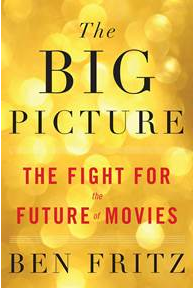 The
BIG
PICTURE
THE FIGHT FOR
the
FUTURE of MOVIES
BEN FRITZ